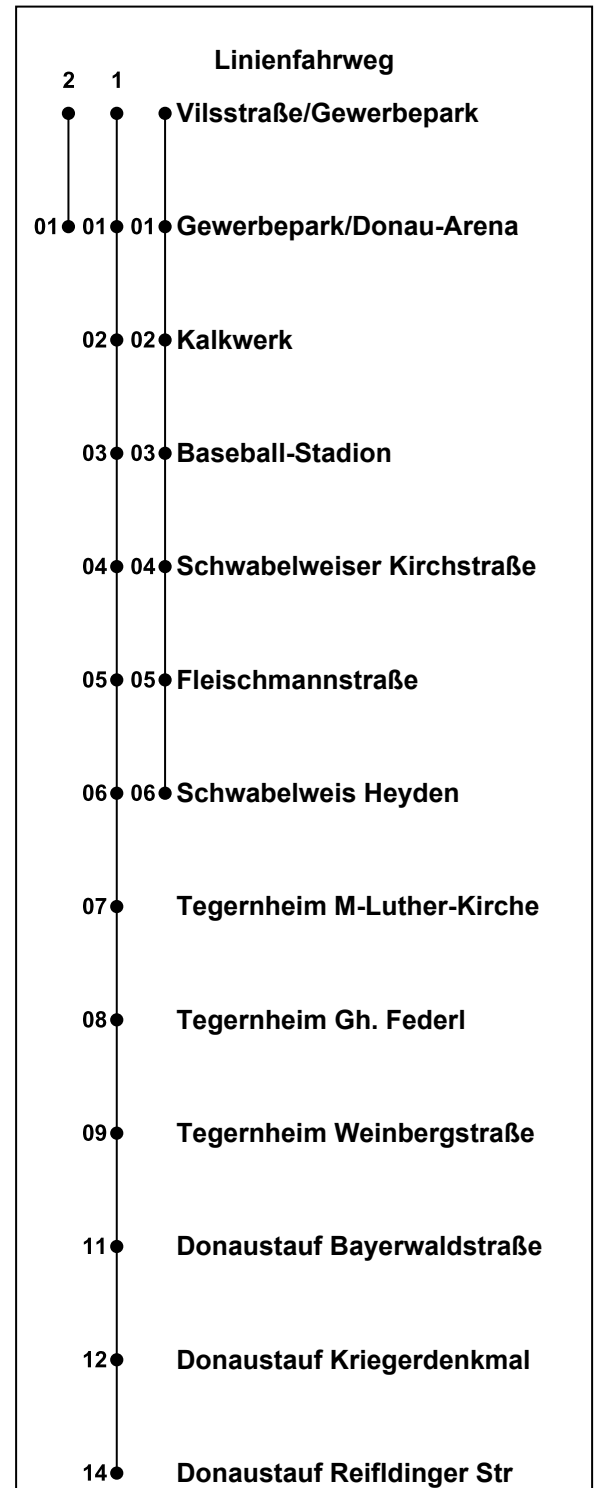 Linienfahrweg
2 1
Vilsstraße/Gewerbepark
01 01 01 Gewerbepark/Donau-Arena
02 02 Kalkwerk
03 03 Baseball-Stadion
04 04 Schwabelweiser Kirchstraße
05 05 Fleischmannstraße
06 06 Schwabelweis Heyden
07 Tegernheim M-Luther-Kirche
08 Tegernheim Gh. Federl
09 Tegernheim Weinbergstraße
11 Donaustauf Bayerwaldstraße
12 Donaustauf Kriegerdenkmal
14 Donaustauf Reifldinger Str